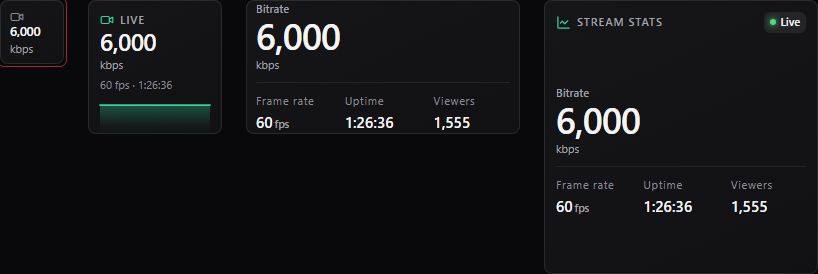 6,000
kbps
LIVE
6,000
kbps
60 fps · 1:26:36
Bitrate
6,000
kbps
Frame rate Uptime Viewers
60 fps 1:26:36 1,555
STREAM STATS Live
Bitrate
6,000
kbps
Frame rate Uptime Viewers
60 fps 1:26:36 1,555